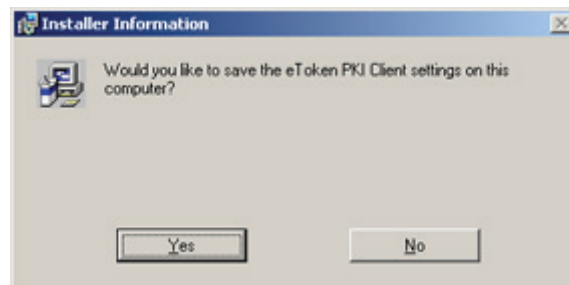 Installer Information
Would you like to save the eToken PKI Client settings on this
computer?
Yes
No